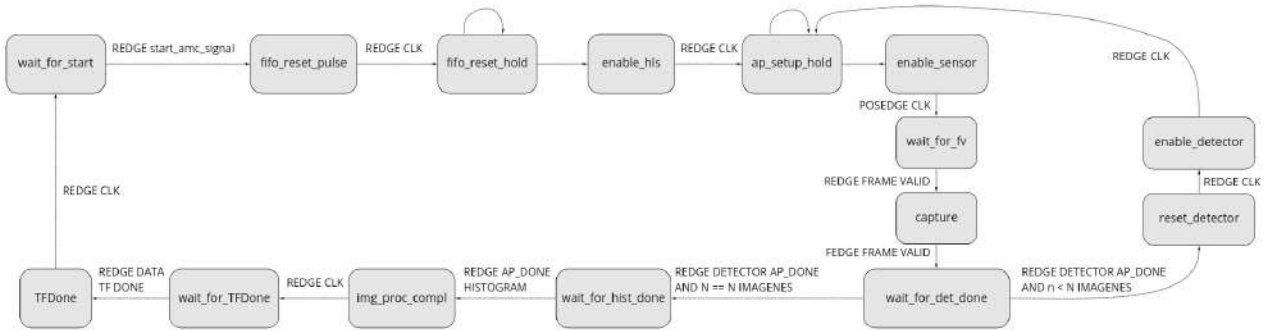 REDGE start_amc_signal
REDGE CLK
REDGE CLK
wait_for_start
fifo_reset_pulse
fifo_reset_hold
enable_hls
ap_setup_hold
enable_sensor
REDGE CLK
POSEDGE CLK
wait_for_fv
enable_detector
REDGE CLK
REDGE FRAME VALID
REDGE CLK
capture
reset_detector
FEDGE FRAME VALID
REDGE DATA
TF DONE
REDGE CLK
REDGE AP_DONE
HISTOGRAM
REDGE DETECTOR AP_DONE
AND N == N IMAGENES
REDGE DETECTOR AP_DONE
AND n < N IMAGENES
TFDone
wait_for_TFDone
img_proc_compl
wait_for_hist_done
wait_for_det_done